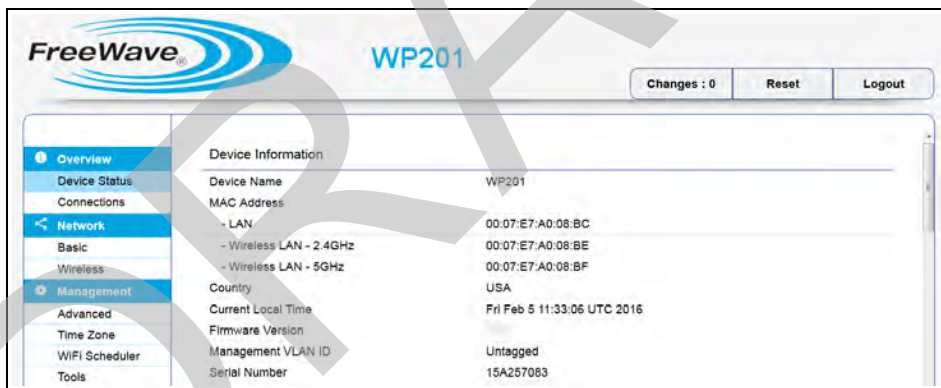 FreeWave®
WP201
Changes : 0 Reset Logout
Overview
Device Status
Connections
Network
Basic
Wireless
Management
Advanced
Time Zone
WiFi Scheduler
Tools
Device Information
Device Name WP201
MAC Address
- LAN 00:07:E7:A0:08:BC
- Wireless LAN - 2.4GHz 00:07:E7:A0:08:BE
- Wireless LAN - 5GHz 00:07:E7:A0:08:BF
Country USA
Current Local Time Fri Feb 5 11:33:06 UTC 2016
Firmware Version
Management VLAN ID Untagged
Serial Number 15A257083